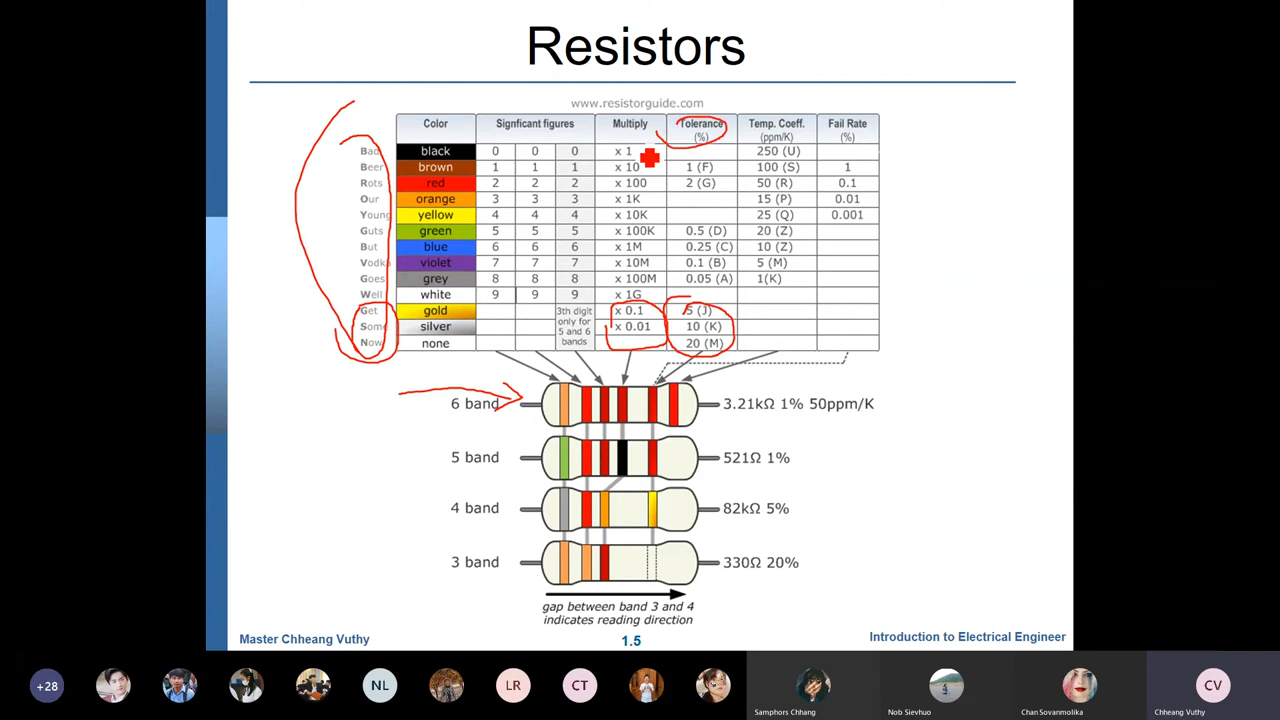 Resistors
www.resistorguide.com
Color Signficant figures Multiply Tolerance (%) Temp. Coeff. (ppm/K) Fail Rate (%)
Bad black 0 0 0 x 1 250 (U)
Beer brown 1 1 1 x 10 1 (F) 100 (S) 1
Rots red 2 2 2 x 100 2 (G) 50 (R) 0.1
Our orange 3 3 3 x 1K 15 (P) 0.01
Young yellow 4 4 4 x 10K 25 (Q) 0.001
Guts green 5 5 5 x 100K 0.5 (D) 20 (Z)
But blue 6 6 6 x 1M 0.25 (C) 10 (Z)
Vodka violet 7 7 7 x 10M 0.1 (B) 5 (M)
Goes grey 8 8 8 x 100M 0.05 (A) 1(K)
Well white 9 9 9 x 1G
Get gold 3th digit only for 5 and 6 bands x 0.1 5 (J)
Some silver x 0.01 10 (K)
Now none 20 (M)
6 band 3.21kΩ 1% 50ppm/K
5 band 521Ω 1%
4 band 82kΩ 5%
3 band 330Ω 20%
gap between band 3 and 4
indicates reading direction
Master Chheang Vuthy 1.5 Introduction to Electrical Engineer
+28 NL LR CT CV
Samphors Chhang Nob Sievhuo Chan Sovanmolika Chheang Vuthy